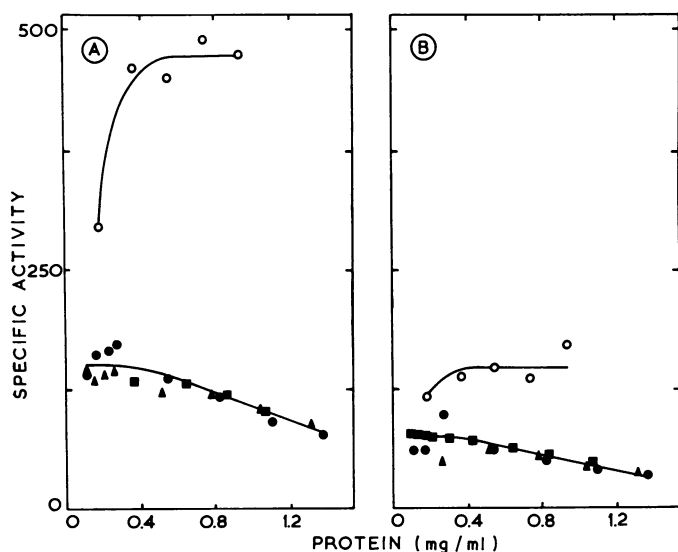 500
250
0
SPECIFIC ACTIVITY
A
B
0 0.4 0.8 1.2
0 0.4 0.8 1.2
PROTEIN (mg/ml)